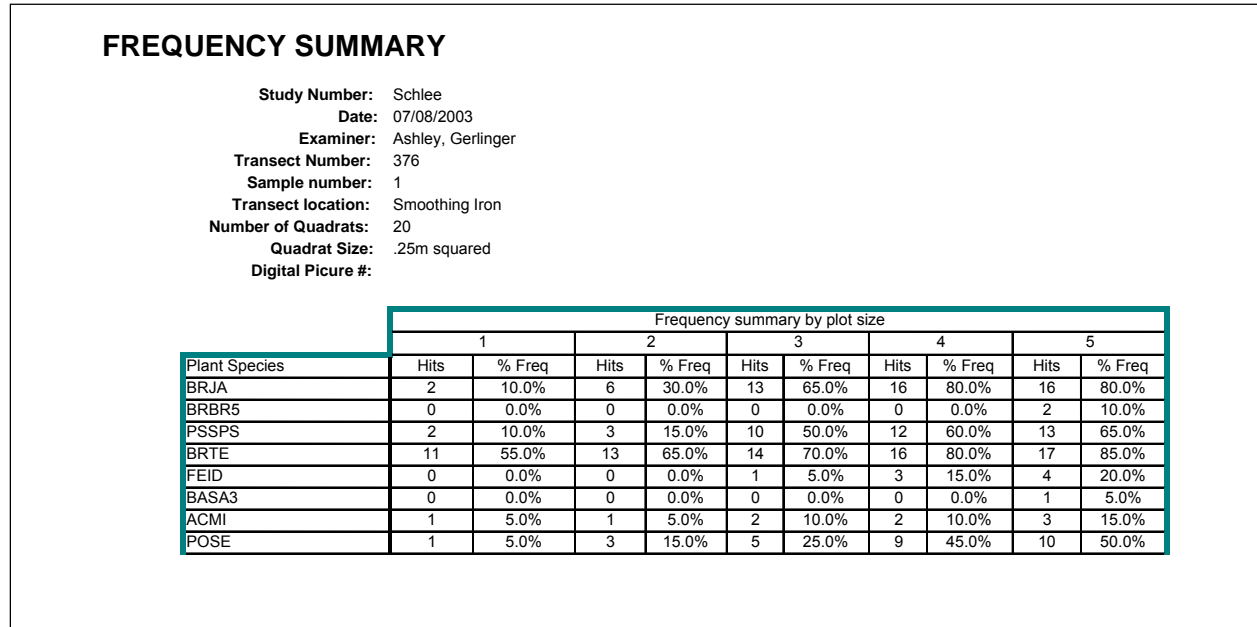 FREQUENCY SUMMARY
Study Number: Schlee
Date: 07/08/2003
Examiner: Ashley, Gerlinger
Transect Number: 376
Sample number: 1
Transect location: Smoothing Iron
Number of Quadrats: 20
Quadrat Size: .25m squared
Digital Picure #:
Frequency summary by plot size
1 2 3 4 5
Plant Species Hits % Freq Hits % Freq Hits % Freq Hits % Freq Hits % Freq
BRJA 2 10.0% 6 30.0% 13 65.0% 16 80.0% 16 80.0%
BRBR5 0 0.0% 0 0.0% 0 0.0% 0 0.0% 2 10.0%
PSSPS 2 10.0% 3 15.0% 10 50.0% 12 60.0% 13 65.0%
BRTE 11 55.0% 13 65.0% 14 70.0% 16 80.0% 17 85.0%
FEID 0 0.0% 0 0.0% 1 5.0% 3 15.0% 4 20.0%
BASA3 0 0.0% 0 0.0% 0 0.0% 0 0.0% 1 5.0%
ACMI 1 5.0% 1 5.0% 2 10.0% 2 10.0% 3 15.0%
POSE 1 5.0% 3 15.0% 5 25.0% 9 45.0% 10 50.0%